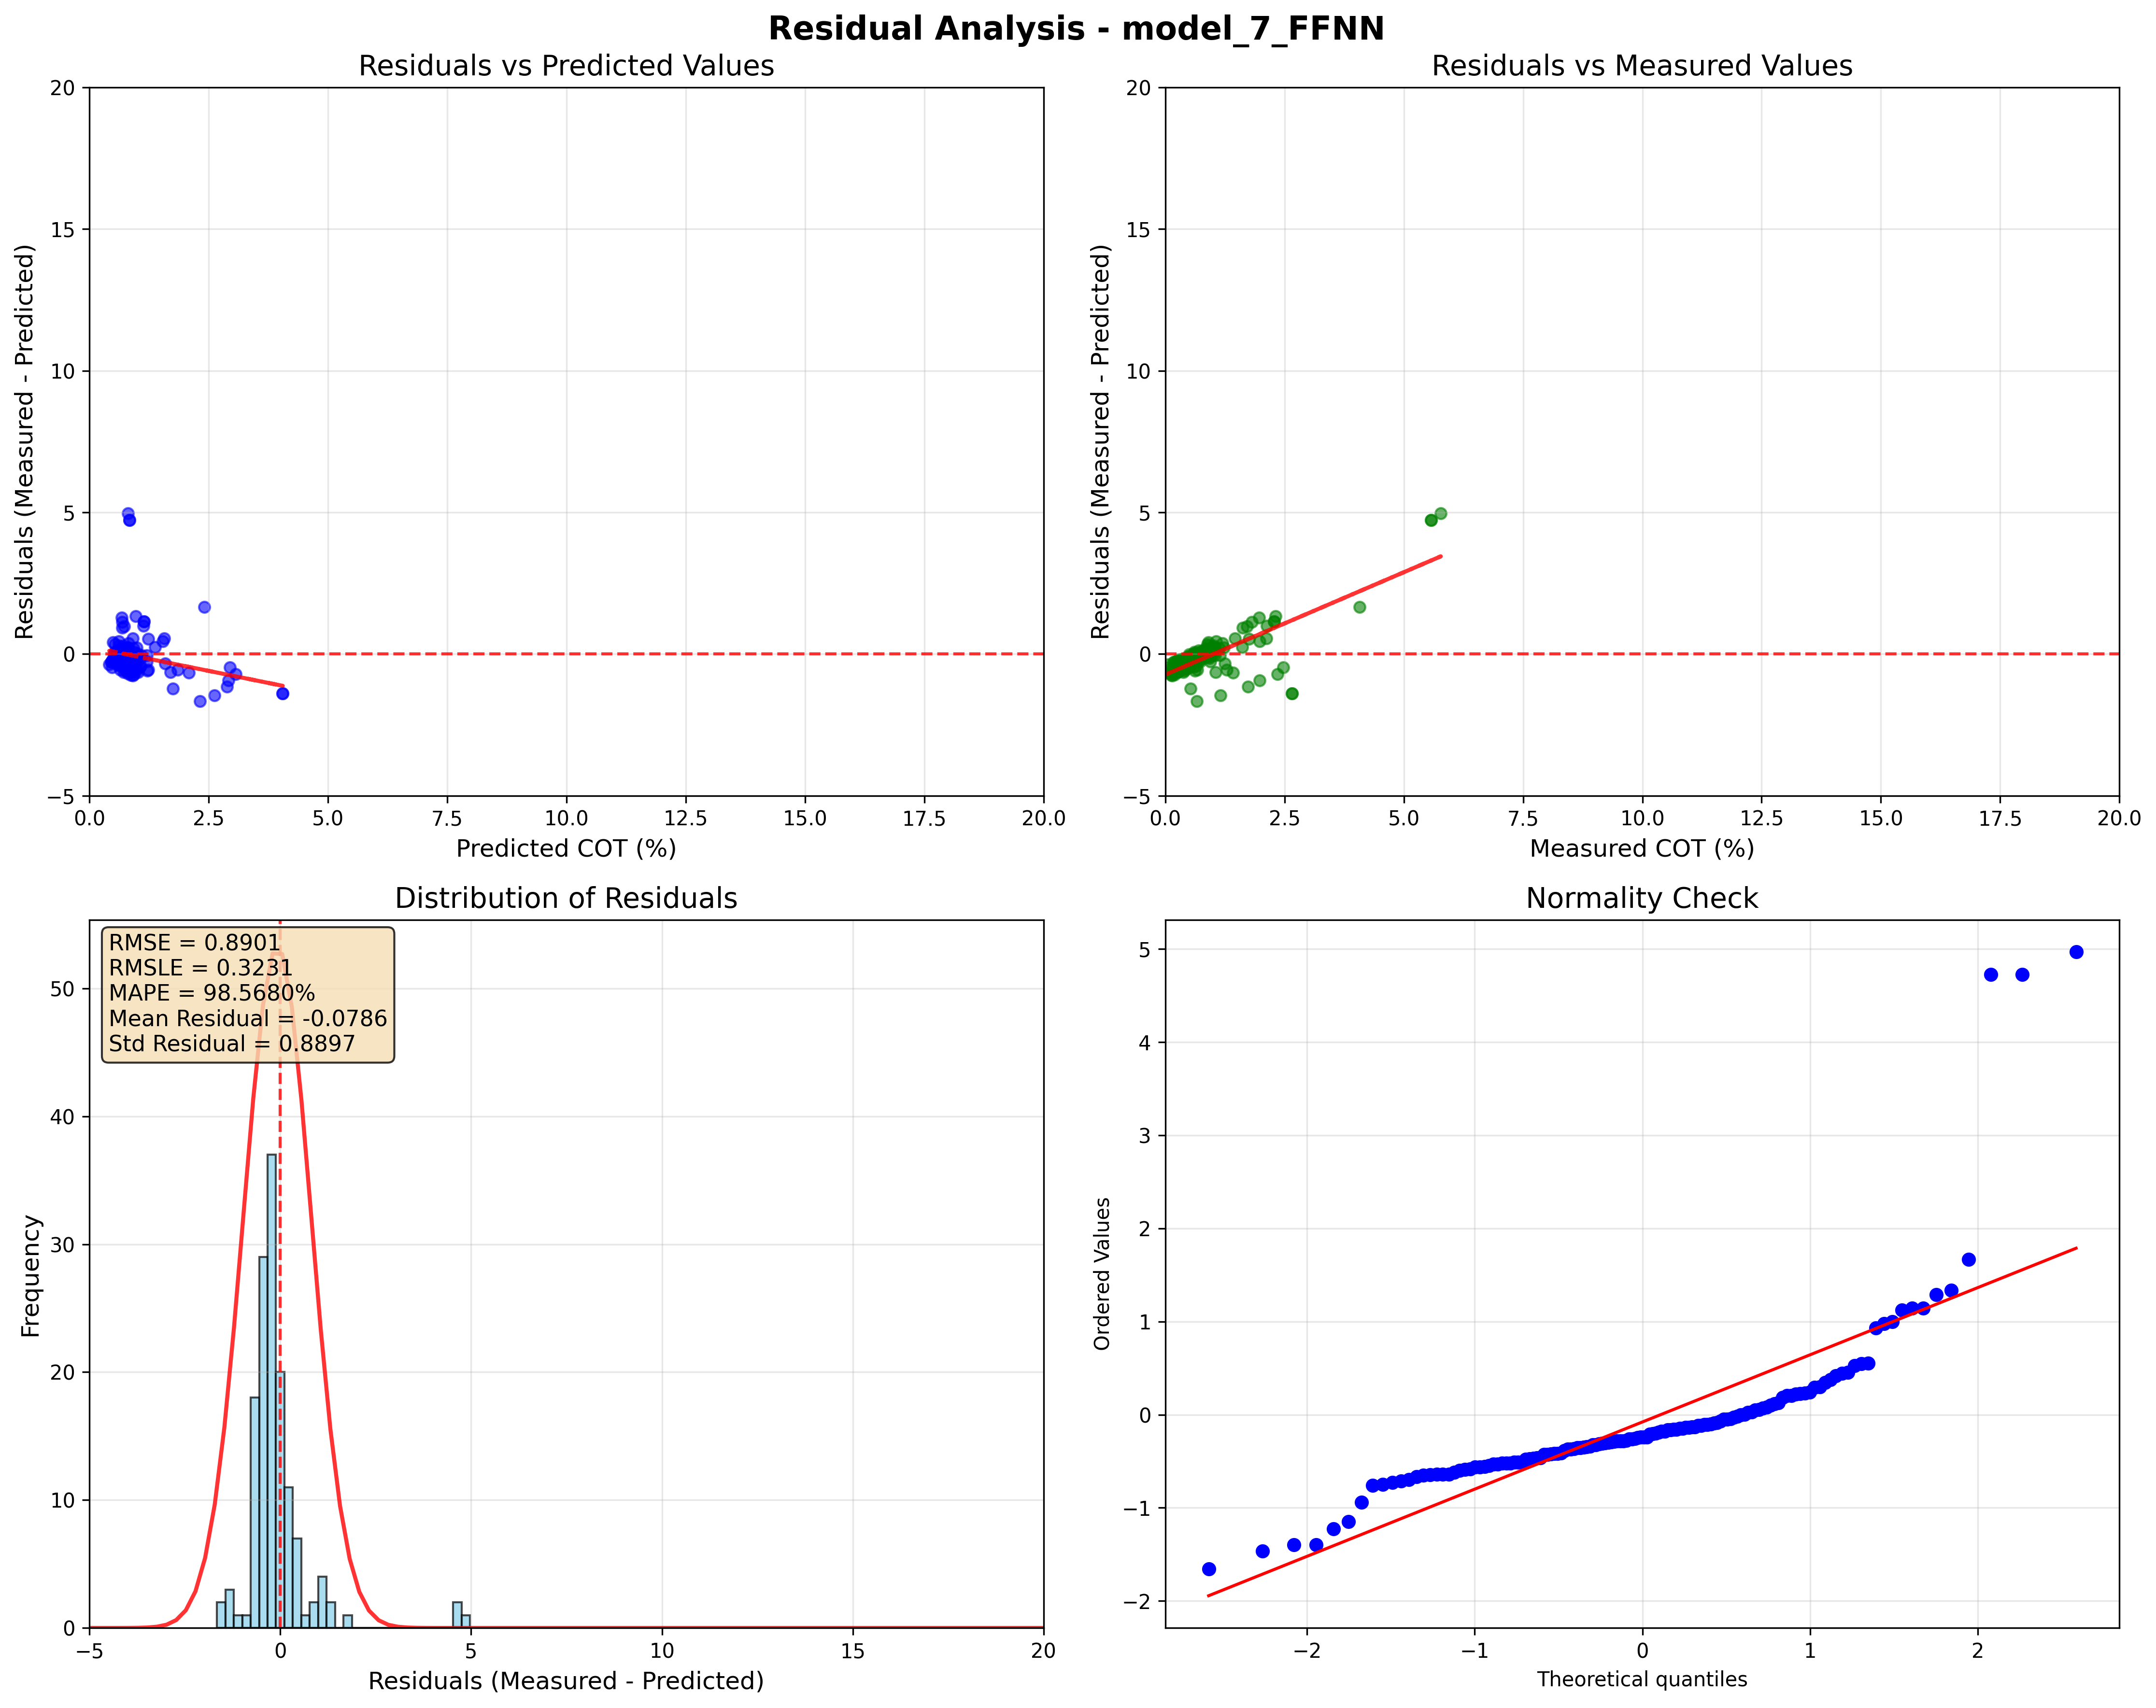 Residual Analysis - model_7_FFNN
Residuals vs Predicted Values
20
15
10
5
0
−5
0.0 2.5 5.0 7.5 10.0 12.5 15.0 17.5 20.0
Residuals (Measured - Predicted)
Predicted COT (%)
Residuals vs Measured Values
20
15
10
5
0
−5
0.0 2.5 5.0 7.5 10.0 12.5 15.0 17.5 20.0
Residuals (Measured - Predicted)
Measured COT (%)
Distribution of Residuals
RMSE = 0.8901
RMSLE = 0.3231
MAPE = 98.5680%
Mean Residual = -0.0786
Std Residual = 0.8897
50
40
30
20
10
0
−5 0 5 10 15 20
Frequency
Residuals (Measured - Predicted)
Normality Check
5
4
3
2
1
0
−1
−2
−2 −1 0 1 2
Ordered Values
Theoretical quantiles